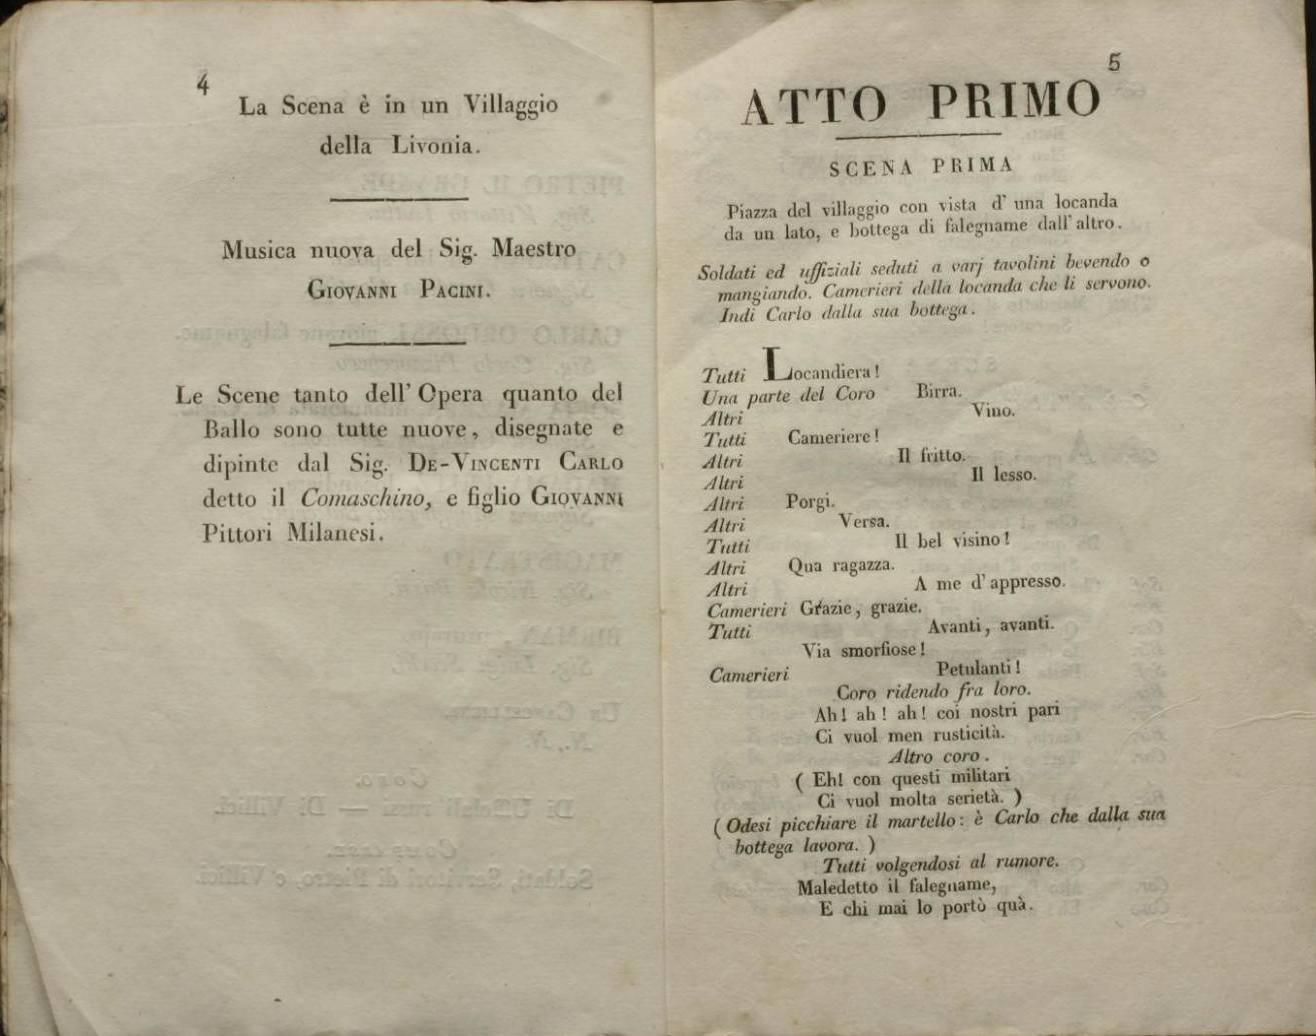 4
La Scena è in un Villaggio
della Livonia.
Musica nuova del Sig. Maestro
GIOVANNI PACINI.
Le Scene tanto dell' Opera quanto del
Ballo sono tutte nuove, disegnate e
dipinte dal Sig. DE-VINCENTI CARLO
detto il Comaschino, e figlio GIOVANNI
Pittori Milanesi.
5
ATTO PRIMO
SCENA PRIMA
Piazza del villaggio con vista d' una locanda
da un lato, e bottega di falegname dall' altro.
Soldati ed uffiziali seduti a varj tavolini bevendo o
mangiando. Camerieri della locanda che li servono.
Indi Carlo dalla sua bottega.
Tutti Locandiera!
Una parte del Coro Birra.
Altri Vino.
Tutti Cameriere!
Altri Il fritto.
Altri Il lesso.
Altri Porgi.
Altri Versa.
Tutti Il bel visino!
Altri Qua ragazza.
Altri A me d' appresso.
Camerieri Grazie, grazie.
Tutti Avanti, avanti.
Via smorfiose!
Camerieri Petulanti!
Coro ridendo fra loro.
Ah! ah! ah! coi nostri pari
Ci vuol men rusticità.
Altro coro.
( Eh! con questi militari
Ci vuol molta serietà. )
( Odesi picchiare il martello: è Carlo che dalla sua
bottega lavora. )
Tutti volgendosi al rumore.
Maledetto il falegname,
E chi mai lo portò quà.